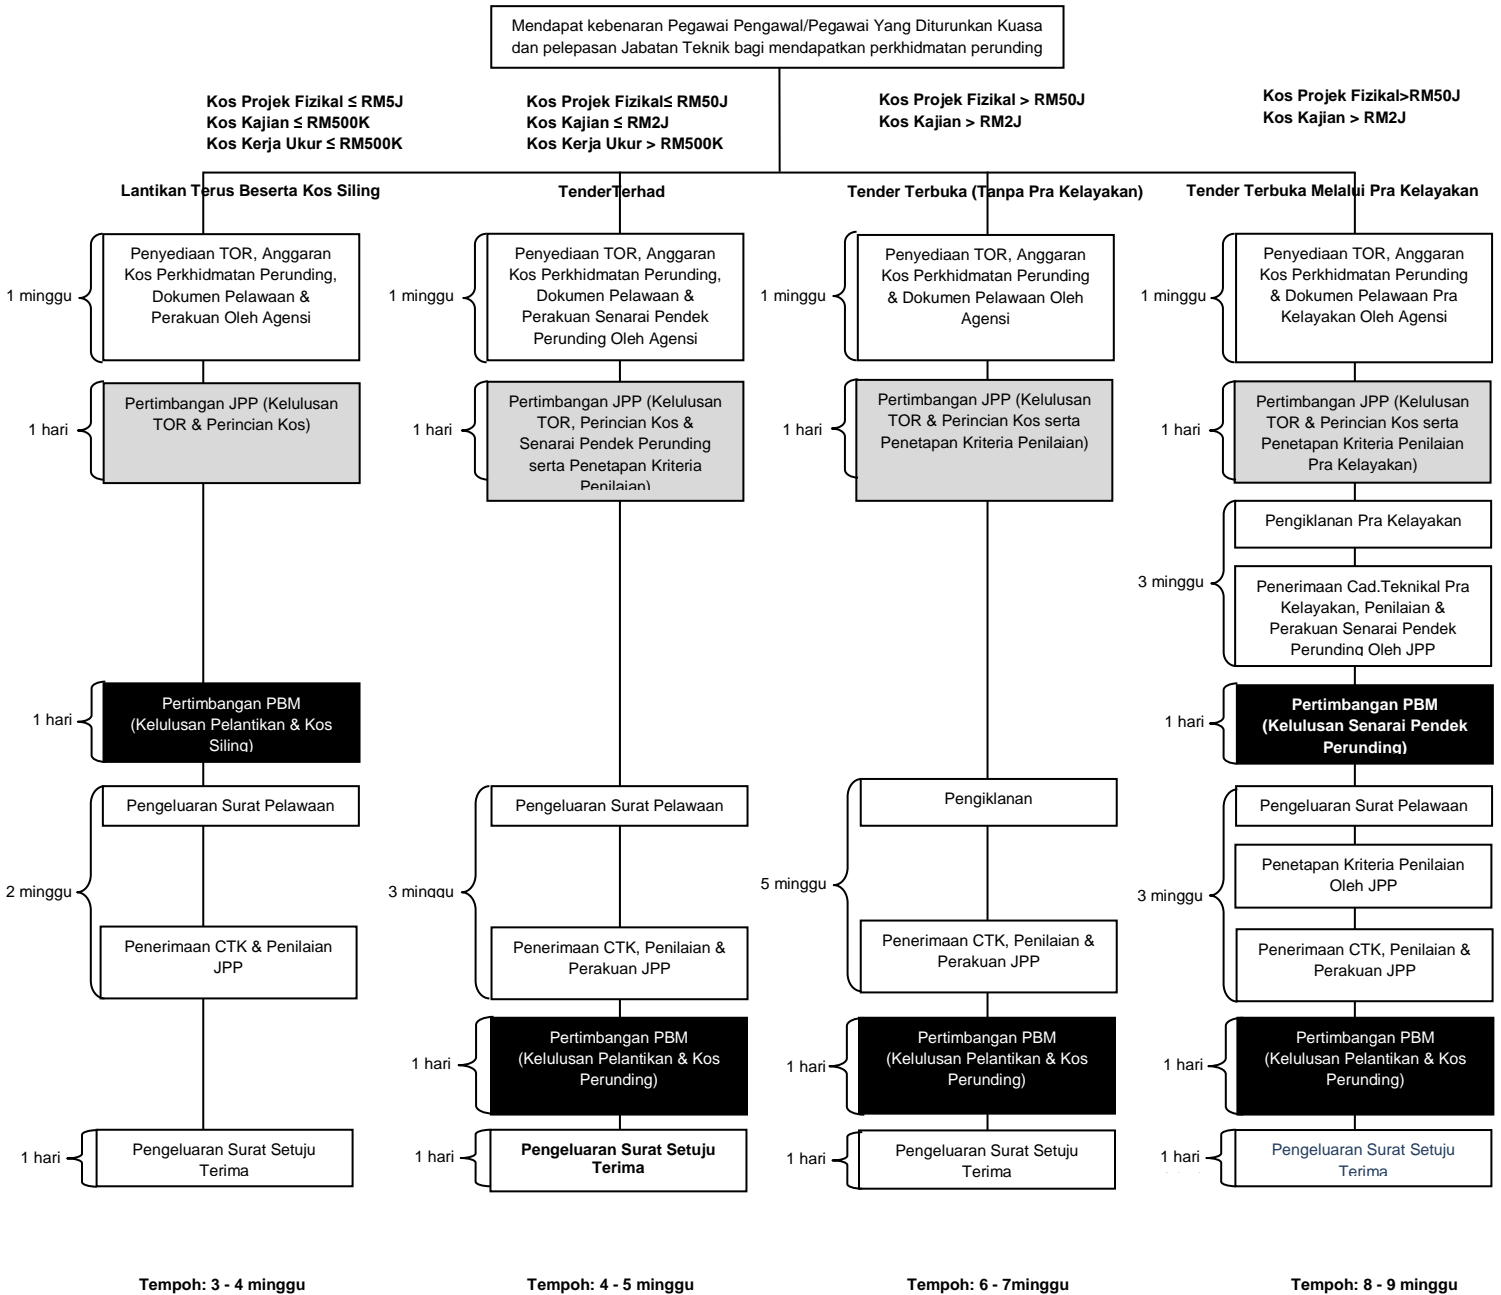 Mendapat kebenaran Pegawai Pengawal/Pegawai Yang Diturunkan Kuasa
dan pelepasan Jabatan Teknik bagi mendapatkan perkhidmatan perunding
Kos Projek Fizikal ≤ RM5J
Kos Kajian ≤ RM500K
Kos Kerja Ukur ≤ RM500K
Kos Projek Fizikal≤ RM50J
Kos Kajian ≤ RM2J
Kos Kerja Ukur > RM500K
Kos Projek Fizikal > RM50J
Kos Kajian > RM2J
Kos Projek Fizikal>RM50J
Kos Kajian > RM2J
Lantikan Terus Beserta Kos Siling
1 minggu
Penyediaan TOR, Anggaran
Kos Perkhidmatan Perunding,
Dokumen Pelawaan &
Perakuan Oleh Agensi
1 hari
Pertimbangan JPP (Kelulusan
TOR & Perincian Kos)
1 hari
Pertimbangan PBM
(Kelulusan Pelantikan & Kos
Siling)
2 minggu
Pengeluaran Surat Pelawaan
Penerimaan CTK & Penilaian
JPP
1 hari
Pengeluaran Surat Setuju
Terima
Tempoh: 3 - 4 minggu
TenderTerhad
1 minggu
Penyediaan TOR, Anggaran
Kos Perkhidmatan Perunding,
Dokumen Pelawaan &
Perakuan Senarai Pendek
Perunding Oleh Agensi
1 hari
Pertimbangan JPP (Kelulusan
TOR, Perincian Kos &
Senarai Pendek Perunding
serta Penetapan Kriteria
Penilaian)
3 minggu
Pengeluaran Surat Pelawaan
Penerimaan CTK, Penilaian &
Perakuan JPP
1 hari
Pertimbangan PBM
(Kelulusan Pelantikan & Kos
Perunding)
1 hari
Pengeluaran Surat Setuju
Terima
Tempoh: 4 - 5 minggu
Tender Terbuka (Tanpa Pra Kelayakan)
1 minggu
Penyediaan TOR, Anggaran
Kos Perkhidmatan Perunding
& Dokumen Pelawaan Oleh
Agensi
1 hari
Pertimbangan JPP (Kelulusan
TOR & Perincian Kos serta
Penetapan Kriteria Penilaian)
5 minggu
Pengiklanan
Penerimaan CTK, Penilaian &
Perakuan JPP
1 hari
Pertimbangan PBM
(Kelulusan Pelantikan & Kos
Perunding)
1 hari
Pengeluaran Surat Setuju
Terima
Tempoh: 6 - 7minggu
Tender Terbuka Melalui Pra Kelayakan
1 minggu
Penyediaan TOR, Anggaran
Kos Perkhidmatan Perunding
& Dokumen Pelawaan Pra
Kelayakan Oleh Agensi
1 hari
Pertimbangan JPP (Kelulusan
TOR & Perincian Kos serta
Penetapan Kriteria Penilaian
Pra Kelayakan)
3 minggu
Pengiklanan Pra Kelayakan
Penerimaan Cad.Teknikal Pra
Kelayakan, Penilaian &
Perakuan Senarai Pendek
Perunding Oleh JPP
1 hari
Pertimbangan PBM
(Kelulusan Senarai Pendek
Perunding)
3 minggu
Pengeluaran Surat Pelawaan
Penetapan Kriteria Penilaian
Oleh JPP
Penerimaan CTK, Penilaian &
Perakuan JPP
1 hari
Pertimbangan PBM
(Kelulusan Pelantikan & Kos
Perunding)
1 hari
Pengeluaran Surat Setuju
Terima
Tempoh: 8 - 9 minggu